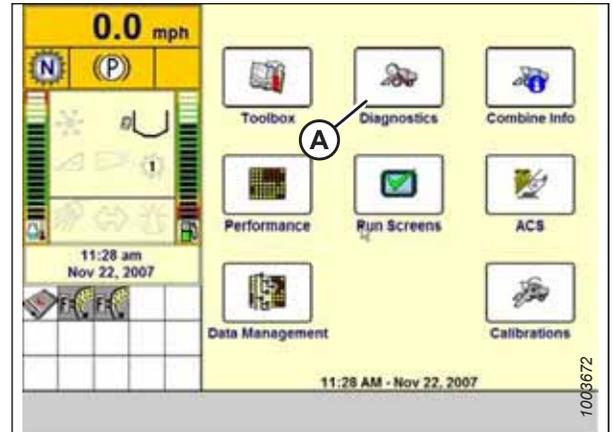 0.0 mph
N (P)
1
11:28 am
Nov 22, 2007
F F
Toolbox Diagnostics Combine Info
A
Performance Run Screens ACS
Data Management Calibrations
11:28 AM - Nov 22, 2007
1003672